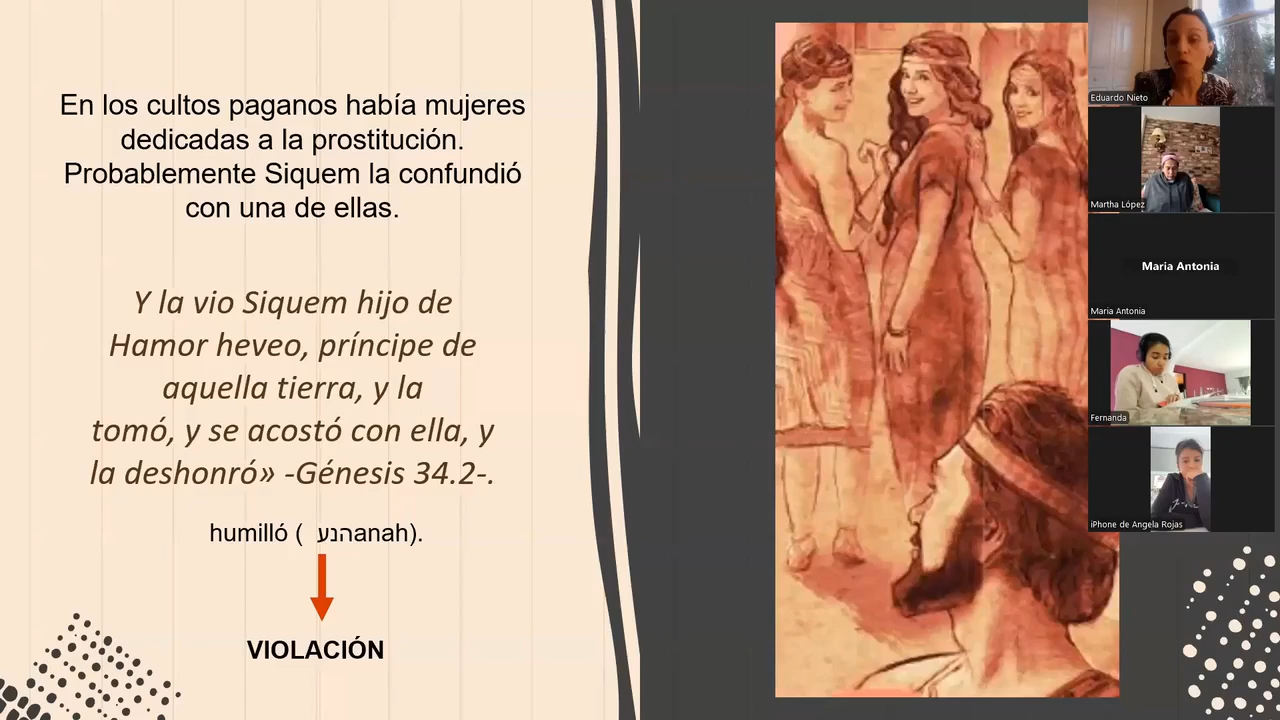 En los cultos paganos había mujeres
dedicadas a la prostitución.
Probablemente Siquem la confundió
con una de ellas.
Y la vio Siquem hijo de
Hamor heveo, príncipe de
aquella tierra, y la
tomó, y se acostó con ella, y
la deshonró» -Génesis 34.2-.
humilló ( ענהanah).
VIOLACIÓN
Eduardo Nieto
Martha López
Maria Antonia
Maria Antonia
Fernanda
iPhone de Angela Rojas